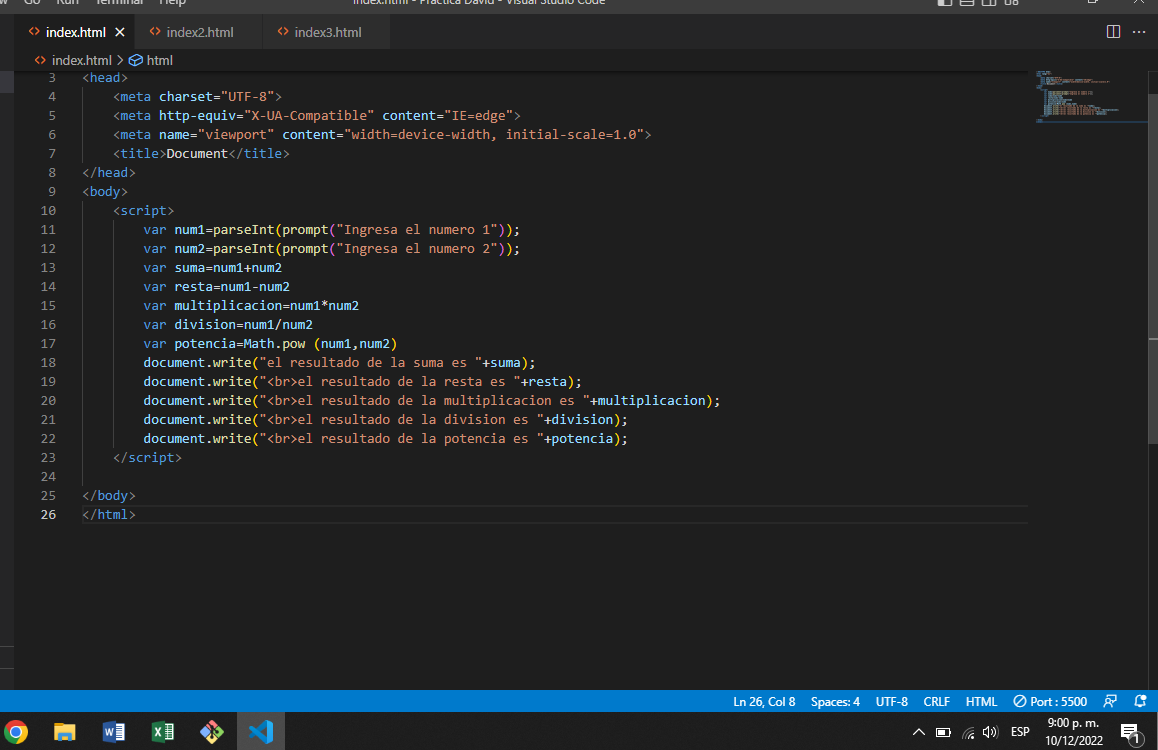 Go Run Terminal Help index.html - Practica David - Visual Studio Code
index.html index2.html index3.html
index.html > html
3 <head>
4 <meta charset="UTF-8">
5 <meta http-equiv="X-UA-Compatible" content="IE=edge">
6 <meta name="viewport" content="width=device-width, initial-scale=1.0">
7 <title>Document</title>
8 </head>
9 <body>
10 <script>
11 var num1=parseInt(prompt("Ingresa el numero 1"));
12 var num2=parseInt(prompt("Ingresa el numero 2"));
13 var suma=num1+num2
14 var resta=num1-num2
15 var multiplicacion=num1*num2
16 var division=num1/num2
17 var potencia=Math.pow (num1,num2)
18 document.write("el resultado de la suma es "+suma);
19 document.write("<br>el resultado de la resta es "+resta);
20 document.write("<br>el resultado de la multiplicacion es "+multiplicacion);
21 document.write("<br>el resultado de la division es "+division);
22 document.write("<br>el resultado de la potencia es "+potencia);
23 </script>
24
25 </body>
26 </html>
Ln 26, Col 8 Spaces: 4 UTF-8 CRLF HTML Port : 5500
ESP 9:00 p. m.
10/12/2022 1